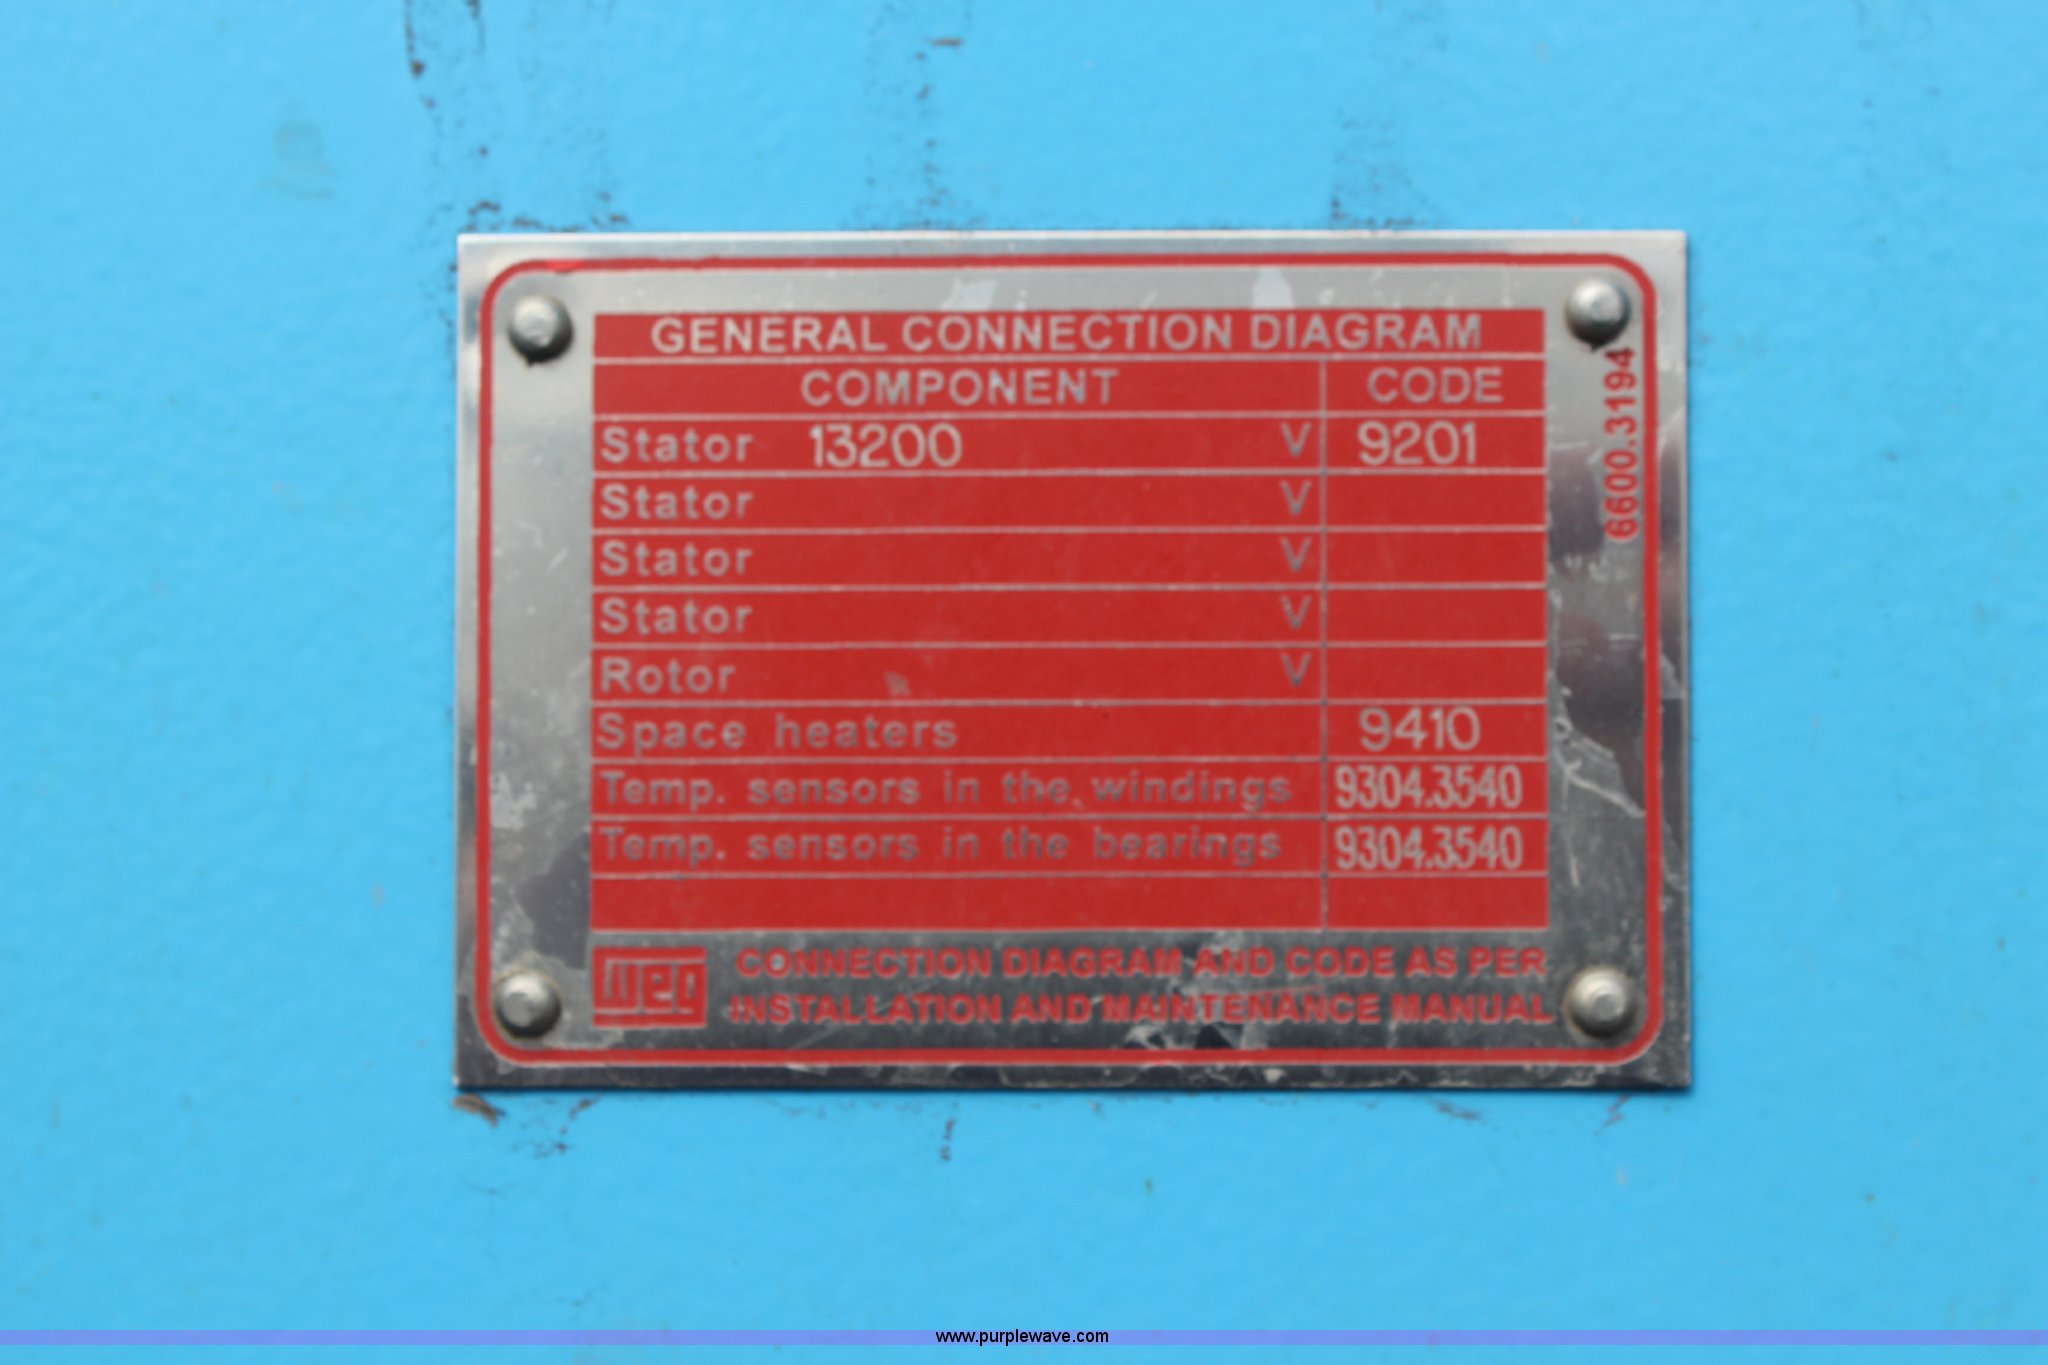 GENERAL CONNECTION DIAGRAM
COMPONENT CODE
Stator 13200 V 9201
Stator V
Stator V
Stator V
Rotor V
Space heaters 9410
Temp. sensors in the windings 9304.3540
Temp. sensors in the bearings 9304.3540
weg
CONNECTION DIAGRAM AND CODE AS PER
INSTALLATION AND MAINTENANCE MANUAL
6600.3194
www.purplewave.com